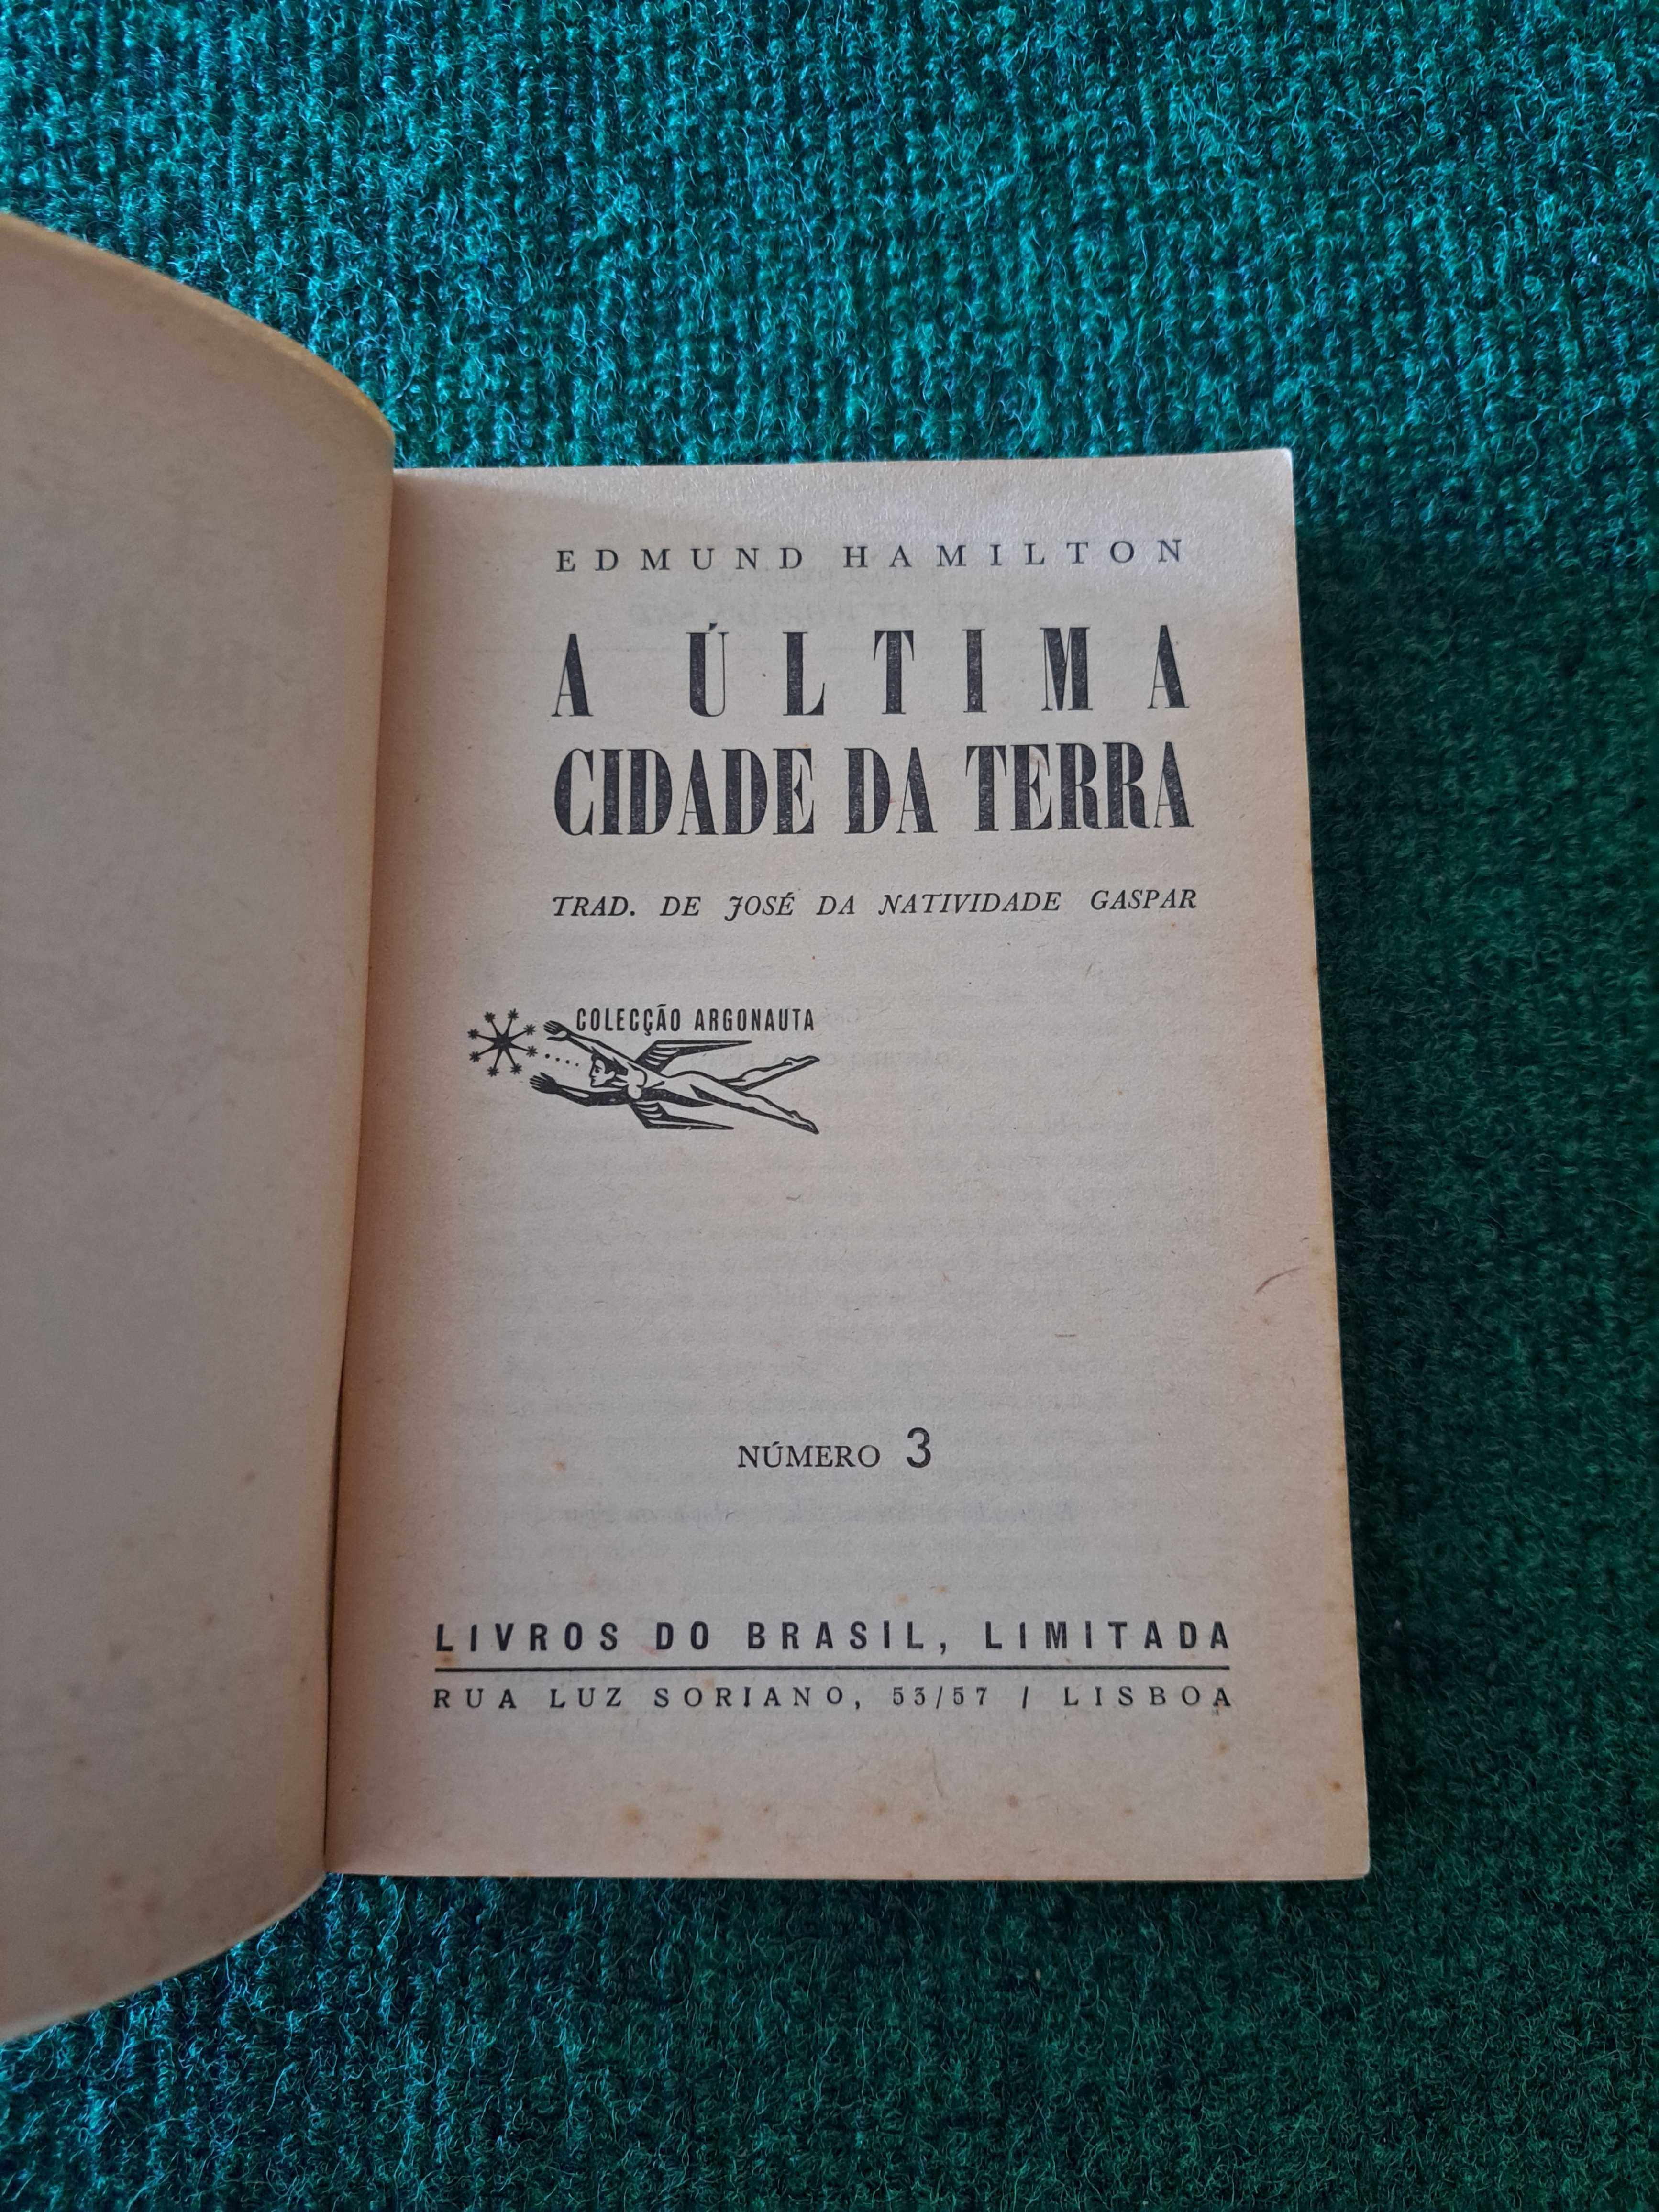 EDMUND HAMILTON
A ÚLTIMA
CIDADE DA TERRA
TRAD. DE JOSÉ DA NATIVIDADE GASPAR
COLECÇÃO ARGONAUTA
NÚMERO 3
LIVROS DO BRASIL, LIMITADA
RUA LUZ SORIANO, 53/57 / LISBOA